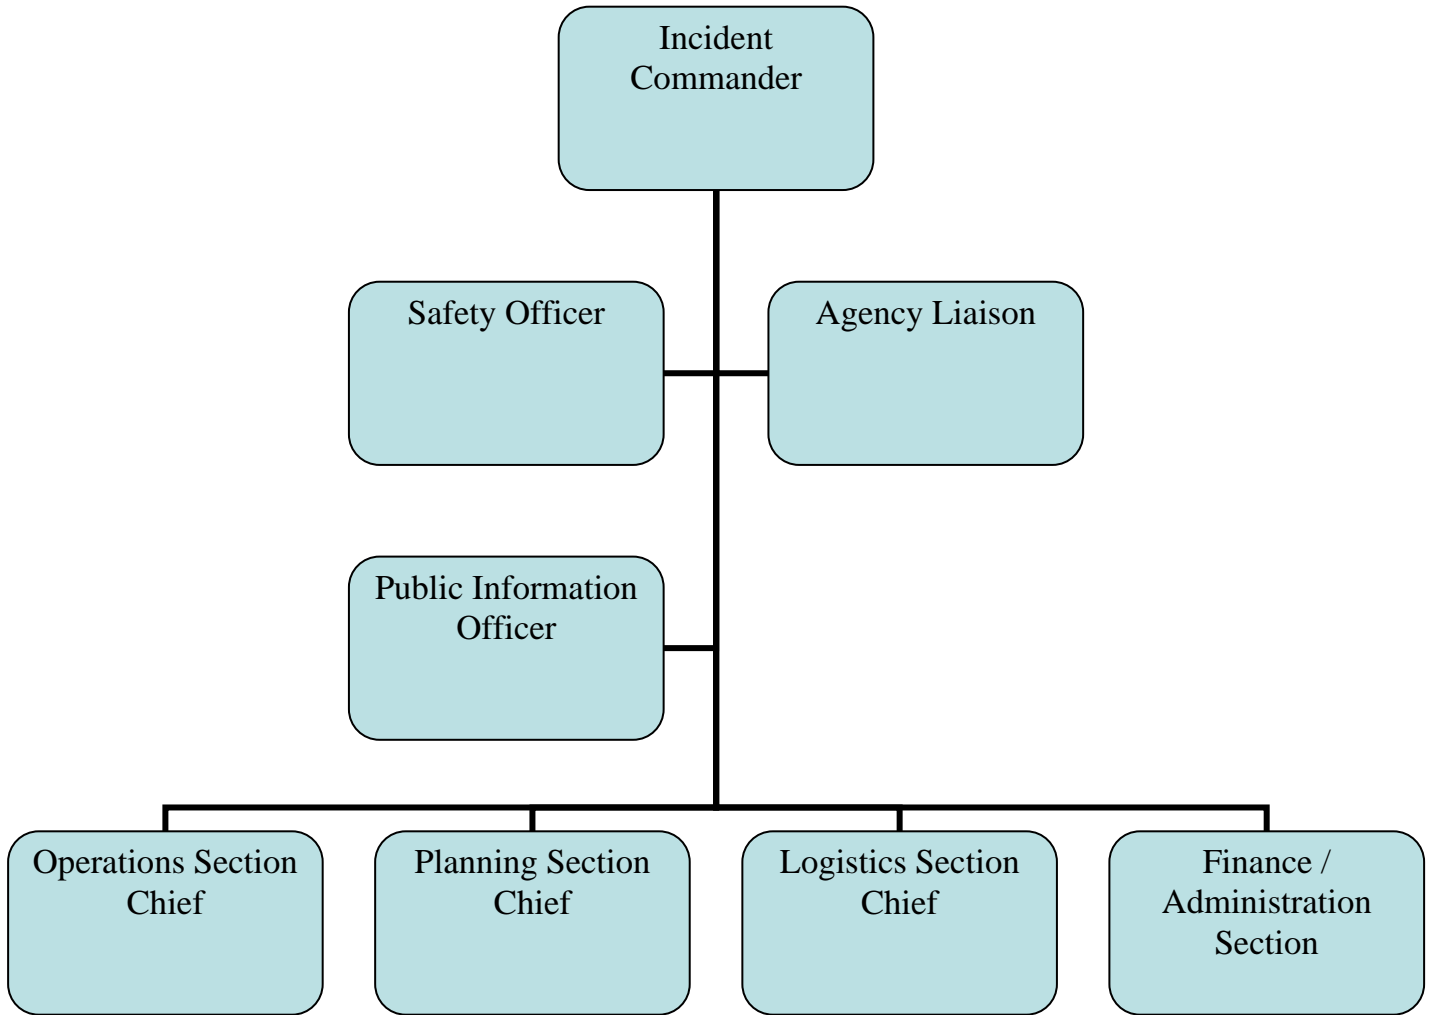 Incident
Commander
Safety Officer
Agency Liaison
Public Information
Officer
Operations Section
Chief
Planning Section
Chief
Logistics Section
Chief
Finance /
Administration
Section